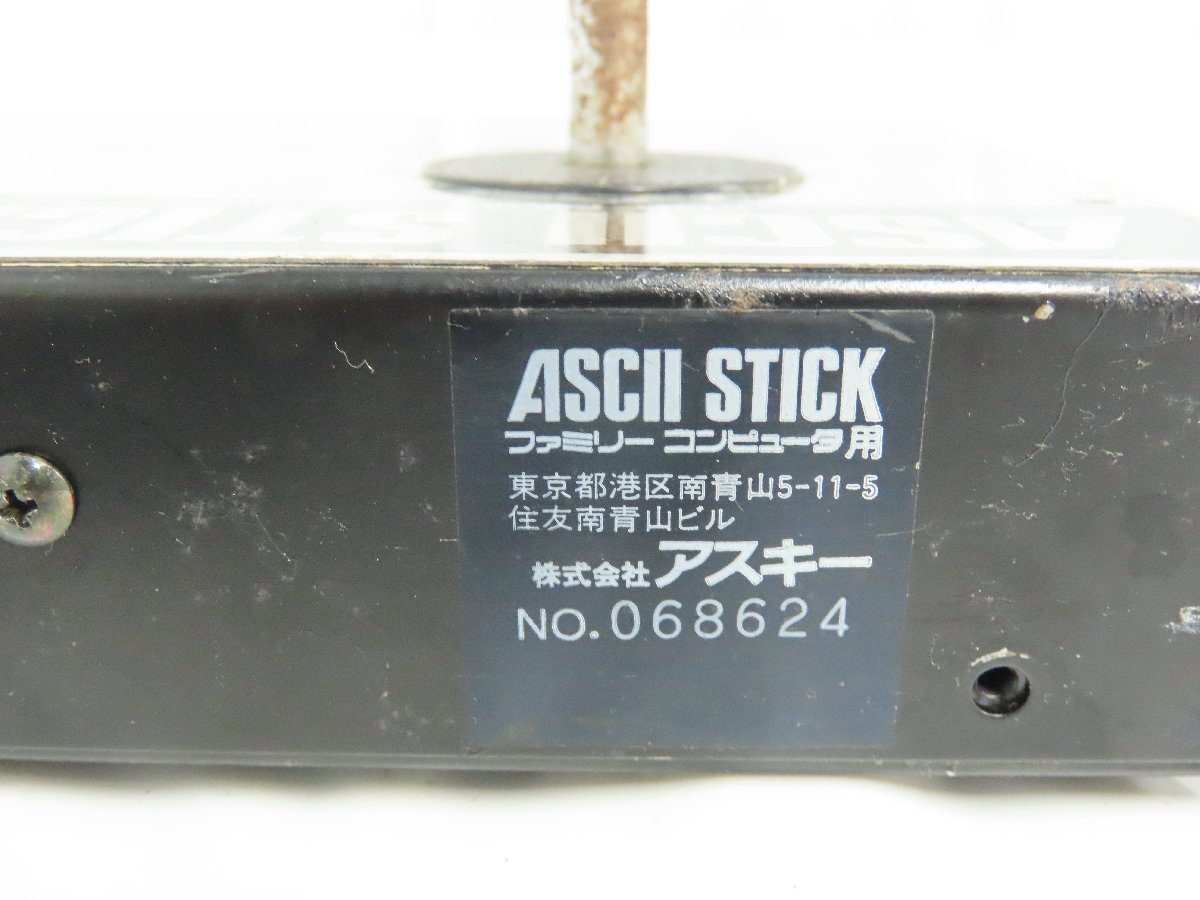 ASCII STICK
ASCII STICK
ファミリー コンピュータ用
東京都港区南青山5-11-5
住友南青山ビル
株式会社 アスキー
NO.068624